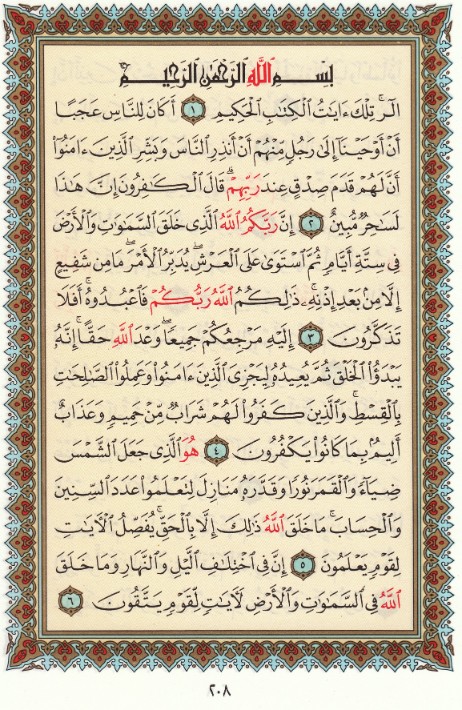 بِسْمِ اللَّهِ الرَّحْمَٰنِ الرَّحِيمِ
الٓر ۚ تِلْكَ ءَايَٰتُ ٱلْكِتَٰبِ ٱلْحَكِيمِ ۝١ أَكَانَ لِلنَّاسِ عَجَبًا
أَنْ أَوْحَيْنَآ إِلَىٰ رَجُلٍ مِّنْهُمْ أَنْ أَنذِرِ ٱلنَّاسَ وَبَشِّرِ ٱلَّذِينَ ءَامَنُوٓا۟
أَنَّ لَهُمْ قَدَمَ صِدْقٍ عِندَ رَبِّهِمْ ۗ قَالَ ٱلْكَٰفِرُونَ إِنَّ هَٰذَا
لَسَٰحِرٌ مُّبِينٌ ۝٢ إِنَّ رَبَّكُمُ ٱللَّهُ ٱلَّذِى خَلَقَ ٱلسَّمَٰوَٰتِ وَٱلْأَرْضَ
فِى سِتَّةِ أَيَّامٍ ثُمَّ ٱسْتَوَىٰ عَلَى ٱلْعَرْشِ ۖ يُدَبِّرُ ٱلْأَمْرَ ۖ مَا مِن شَفِيعٍ
إِلَّا مِنۢ بَعْدِ إِذْنِهِۦ ۚ ذَٰلِكُمُ ٱللَّهُ رَبُّكُمْ فَٱعْبُدُوهُ ۚ أَفَلَا
تَذَكَّرُونَ ۝٣ إِلَيْهِ مَرْجِعُكُمْ جَمِيعًا ۖ وَعْدَ ٱللَّهِ حَقًّا ۚ إِنَّهُۥ
يَبْدَؤُا۟ ٱلْخَلْقَ ثُمَّ يُعِيدُهُۥ لِيَجْزِىَ ٱلَّذِينَ ءَامَنُوا۟ وَعَمِلُوا۟ ٱلصَّٰلِحَٰتِ
بِٱلْقِسْطِ ۚ وَٱلَّذِينَ كَفَرُوا۟ لَهُمْ شَرَابٌ مِّنْ حَمِيمٍ وَعَذَابٌ
أَلِيمٌۢ بِمَا كَانُوا۟ يَكْفُرُونَ ۝٤ هُوَ ٱلَّذِى جَعَلَ ٱلشَّمْسَ
ضِيَآءً وَٱلْقَمَرَ نُورًا وَقَدَّرَهُۥ مَنَازِلَ لِتَعْلَمُوا۟ عَدَدَ ٱلسِّنِينَ
وَٱلْحِسَابَ ۚ مَا خَلَقَ ٱللَّهُ ذَٰلِكَ إِلَّا بِٱلْحَقِّ ۚ يُفَصِّلُ ٱلْءَايَٰتِ
لِقَوْمٍ يَعْلَمُونَ ۝٥ إِنَّ فِى ٱخْتِلَٰفِ ٱلَّيْلِ وَٱلنَّهَارِ وَمَا خَلَقَ
ٱللَّهُ فِى ٱلسَّمَٰوَٰتِ وَٱلْأَرْضِ لَءَايَٰتٍ لِّقَوْمٍ يَتَّقُونَ ۝٦
٢٠٨